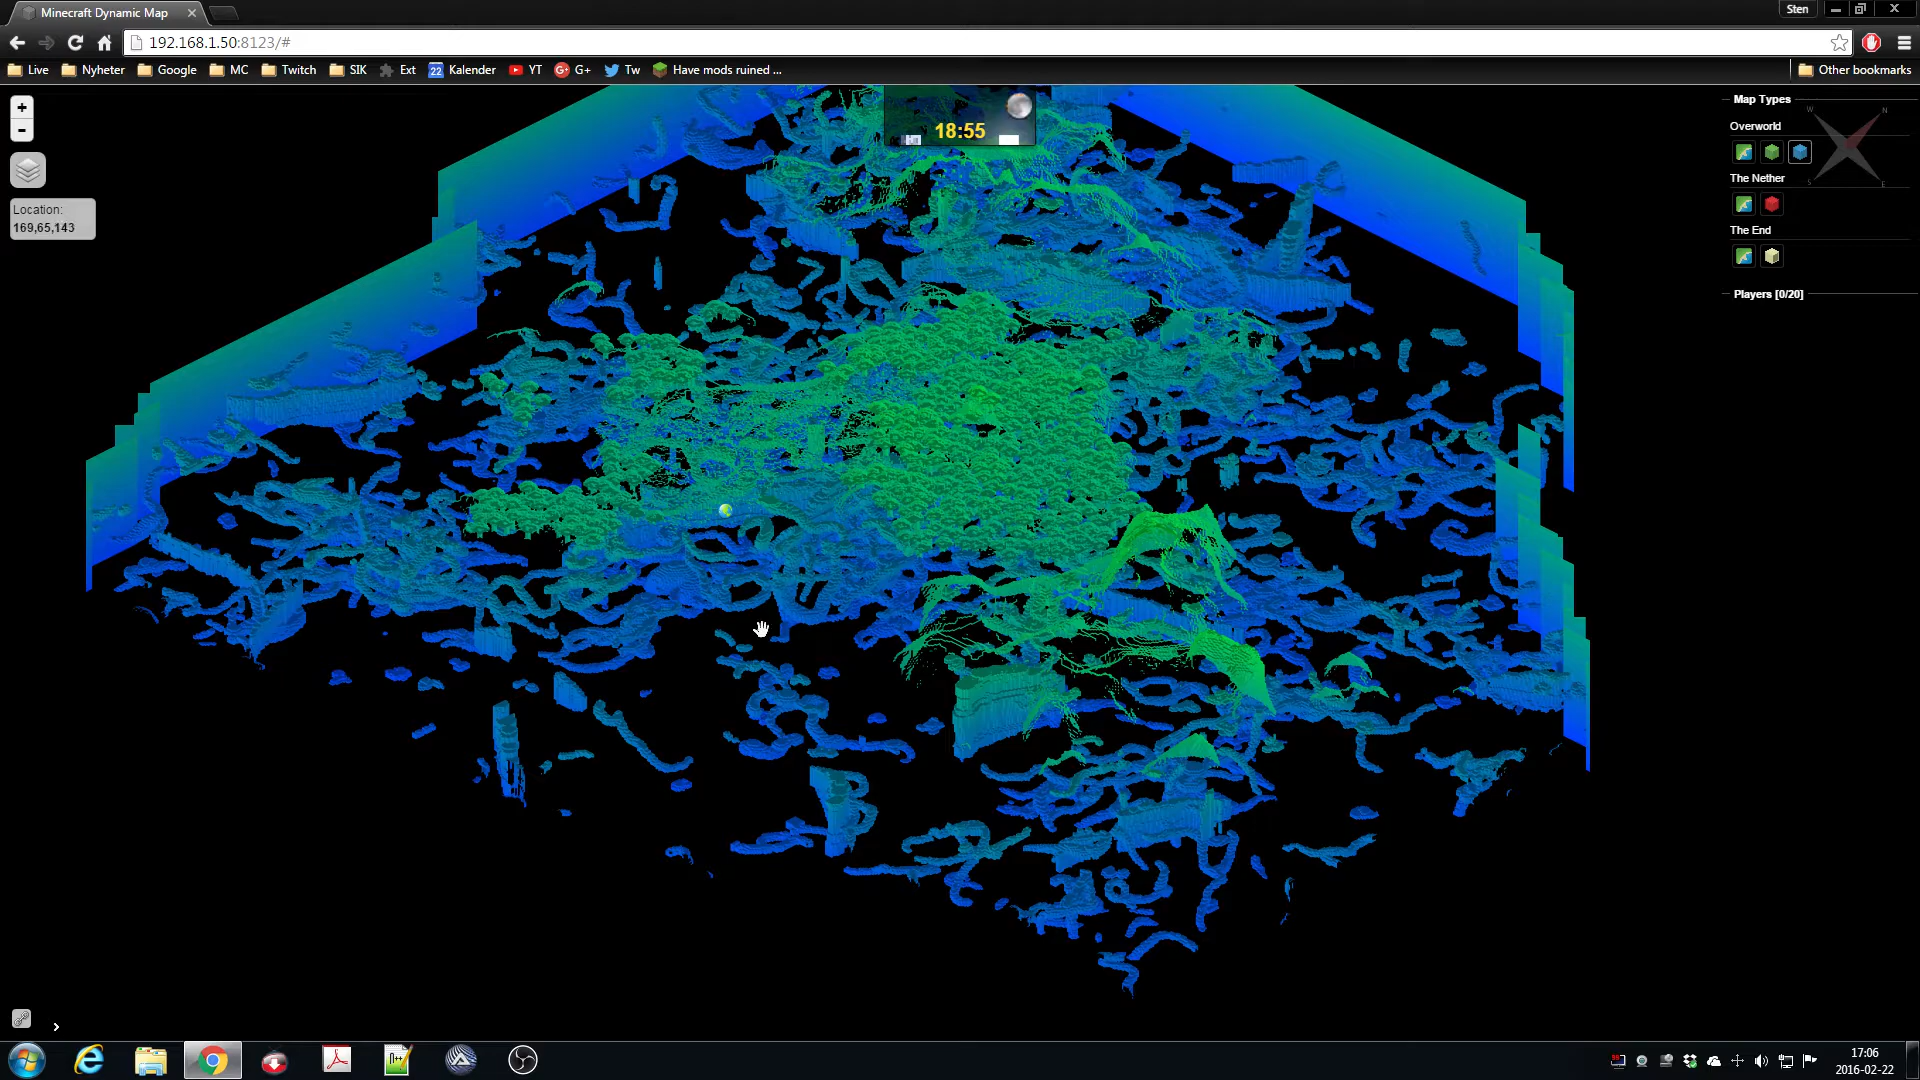 Minecraft Dynamic Map
Sten
192.168.1.50:8123/#
Live
Nyheter
Google
MC
Twitch
SIK
Ext
22
Kalender
YT
G+
Tw
Have mods ruined ...
Other bookmarks
+
-
Location:
169,65,143
18:55
Map Types
Overworld
The Nether
The End
Players [0/20]
W
N
S
E
17:06
2016-02-22